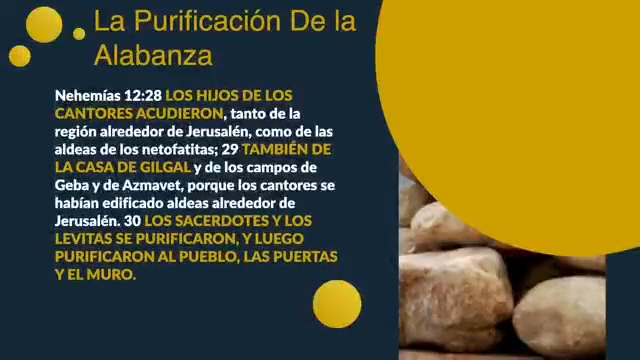 La Purificación De la
Alabanza
Nehemías 12:28 LOS HIJOS DE LOS
CANTORES ACUDIERON, tanto de la
región alrededor de Jerusalén, como de las
aldeas de los netofatitas; 29 TAMBIÉN DE
LA CASA DE GILGAL y de los campos de
Geba y de Azmavet, porque los cantores se
habían edificado aldeas alrededor de
Jerusalén. 30 LOS SACERDOTES Y LOS
LEVITAS SE PURIFICARON, Y LUEGO
PURIFICARON AL PUEBLO, LAS PUERTAS
Y EL MURO.